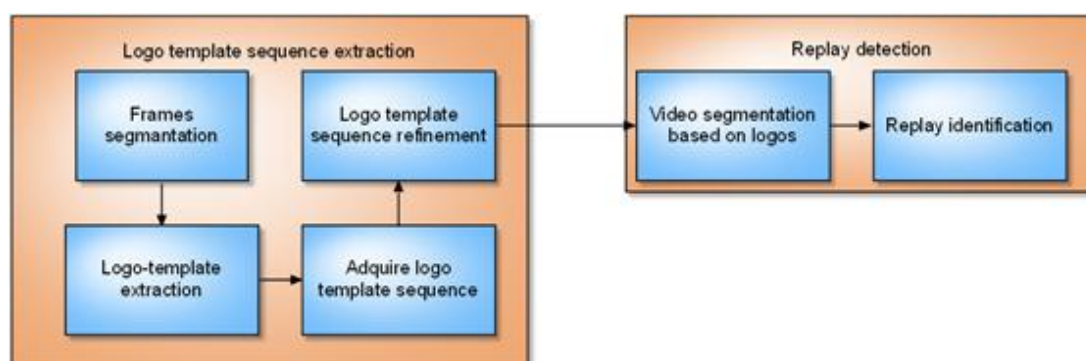 Logo template sequence extraction
Frames
segmantation
Logo-template
extraction
Adquire logo
template sequence
Logo template
sequence refinement
Replay detection
Video segmentation
based on logos
Replay identification